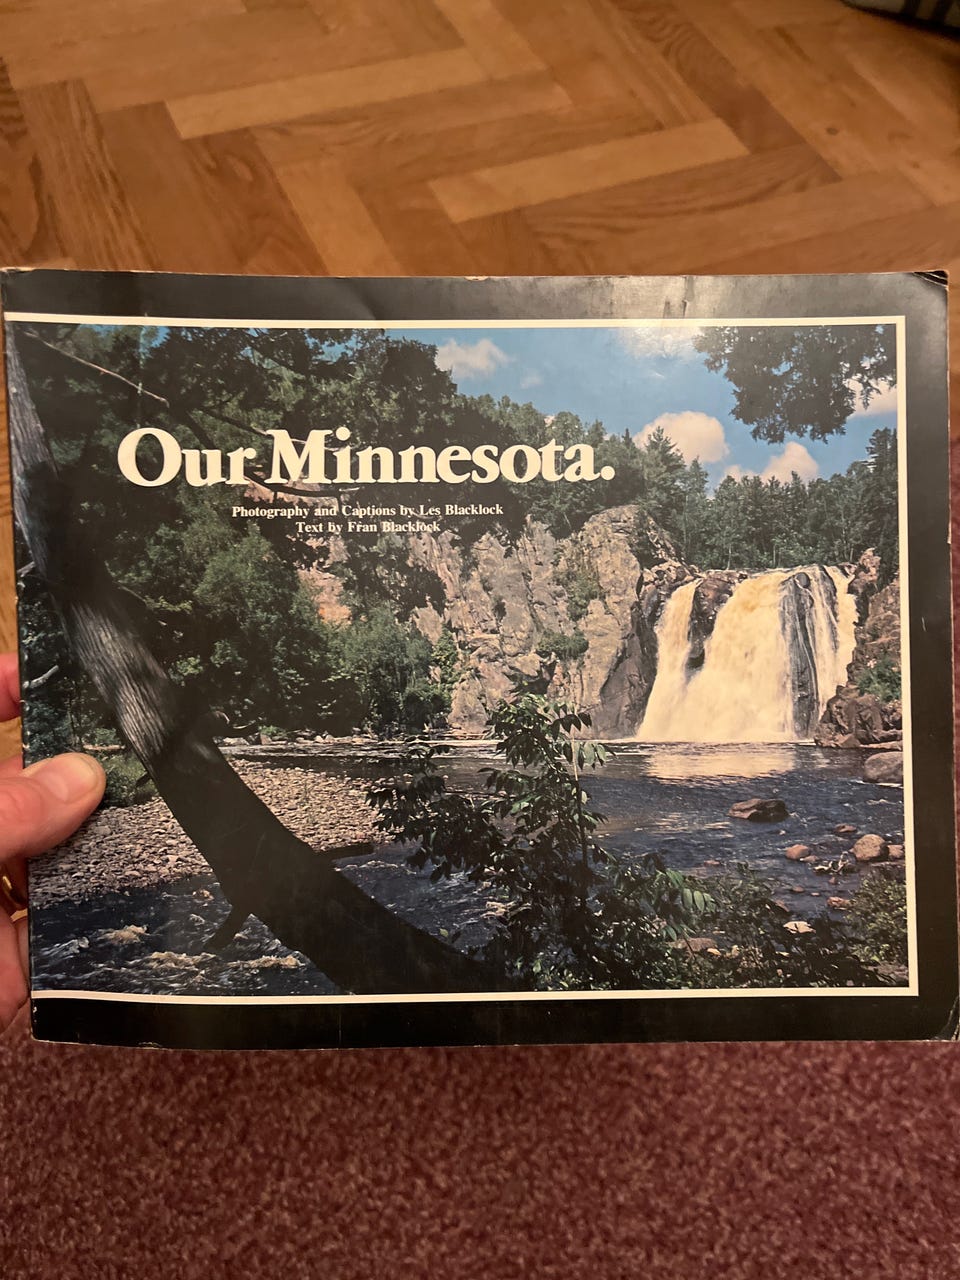 Our Minnesota.
Photography and Captions by Les Blacklock
Text by Fran Blacklock